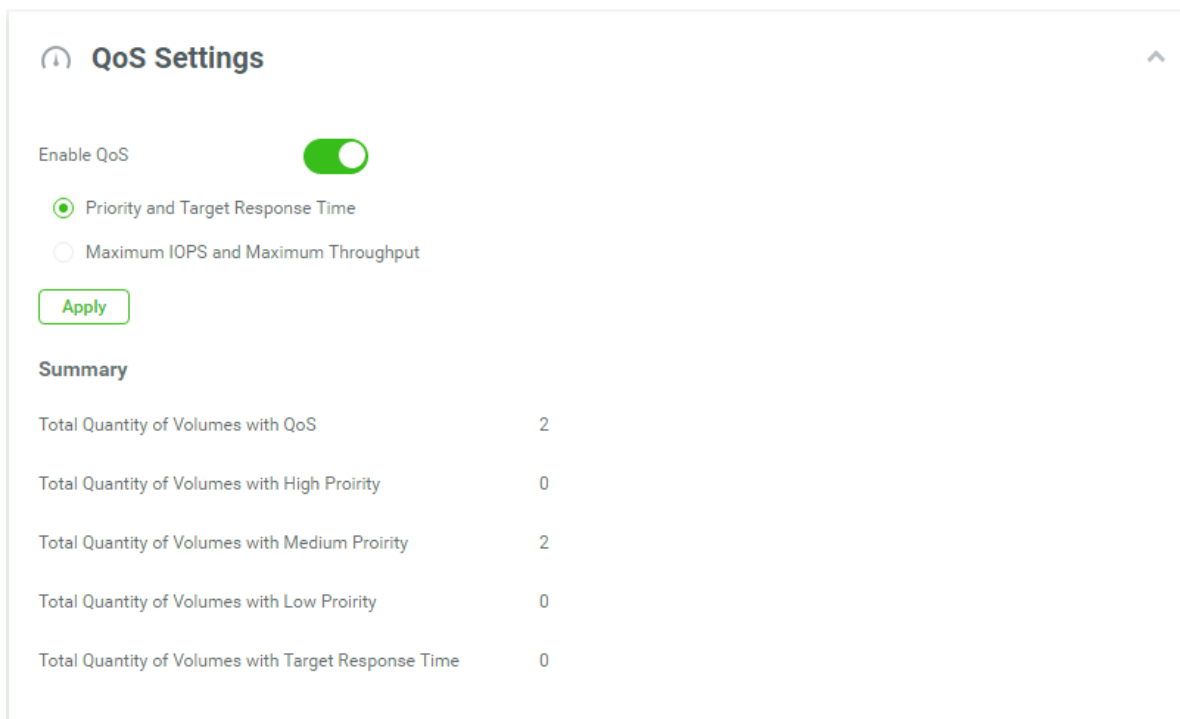 QoS Settings
Enable QoS
Priority and Target Response Time
Maximum IOPS and Maximum Throughput
Apply
Summary
Total Quantity of Volumes with QoS 2
Total Quantity of Volumes with High Proirity 0
Total Quantity of Volumes with Medium Proirity 2
Total Quantity of Volumes with Low Proirity 0
Total Quantity of Volumes with Target Response Time 0